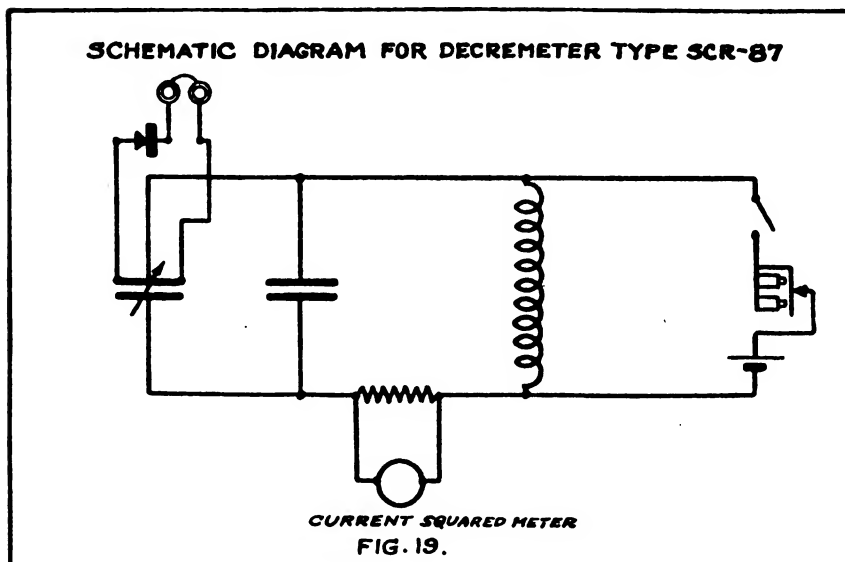 SCHEMATIC DIAGRAM FOR DECREMETER TYPE SCR-87
CURRENT SQUARED METER
FIG. 19.